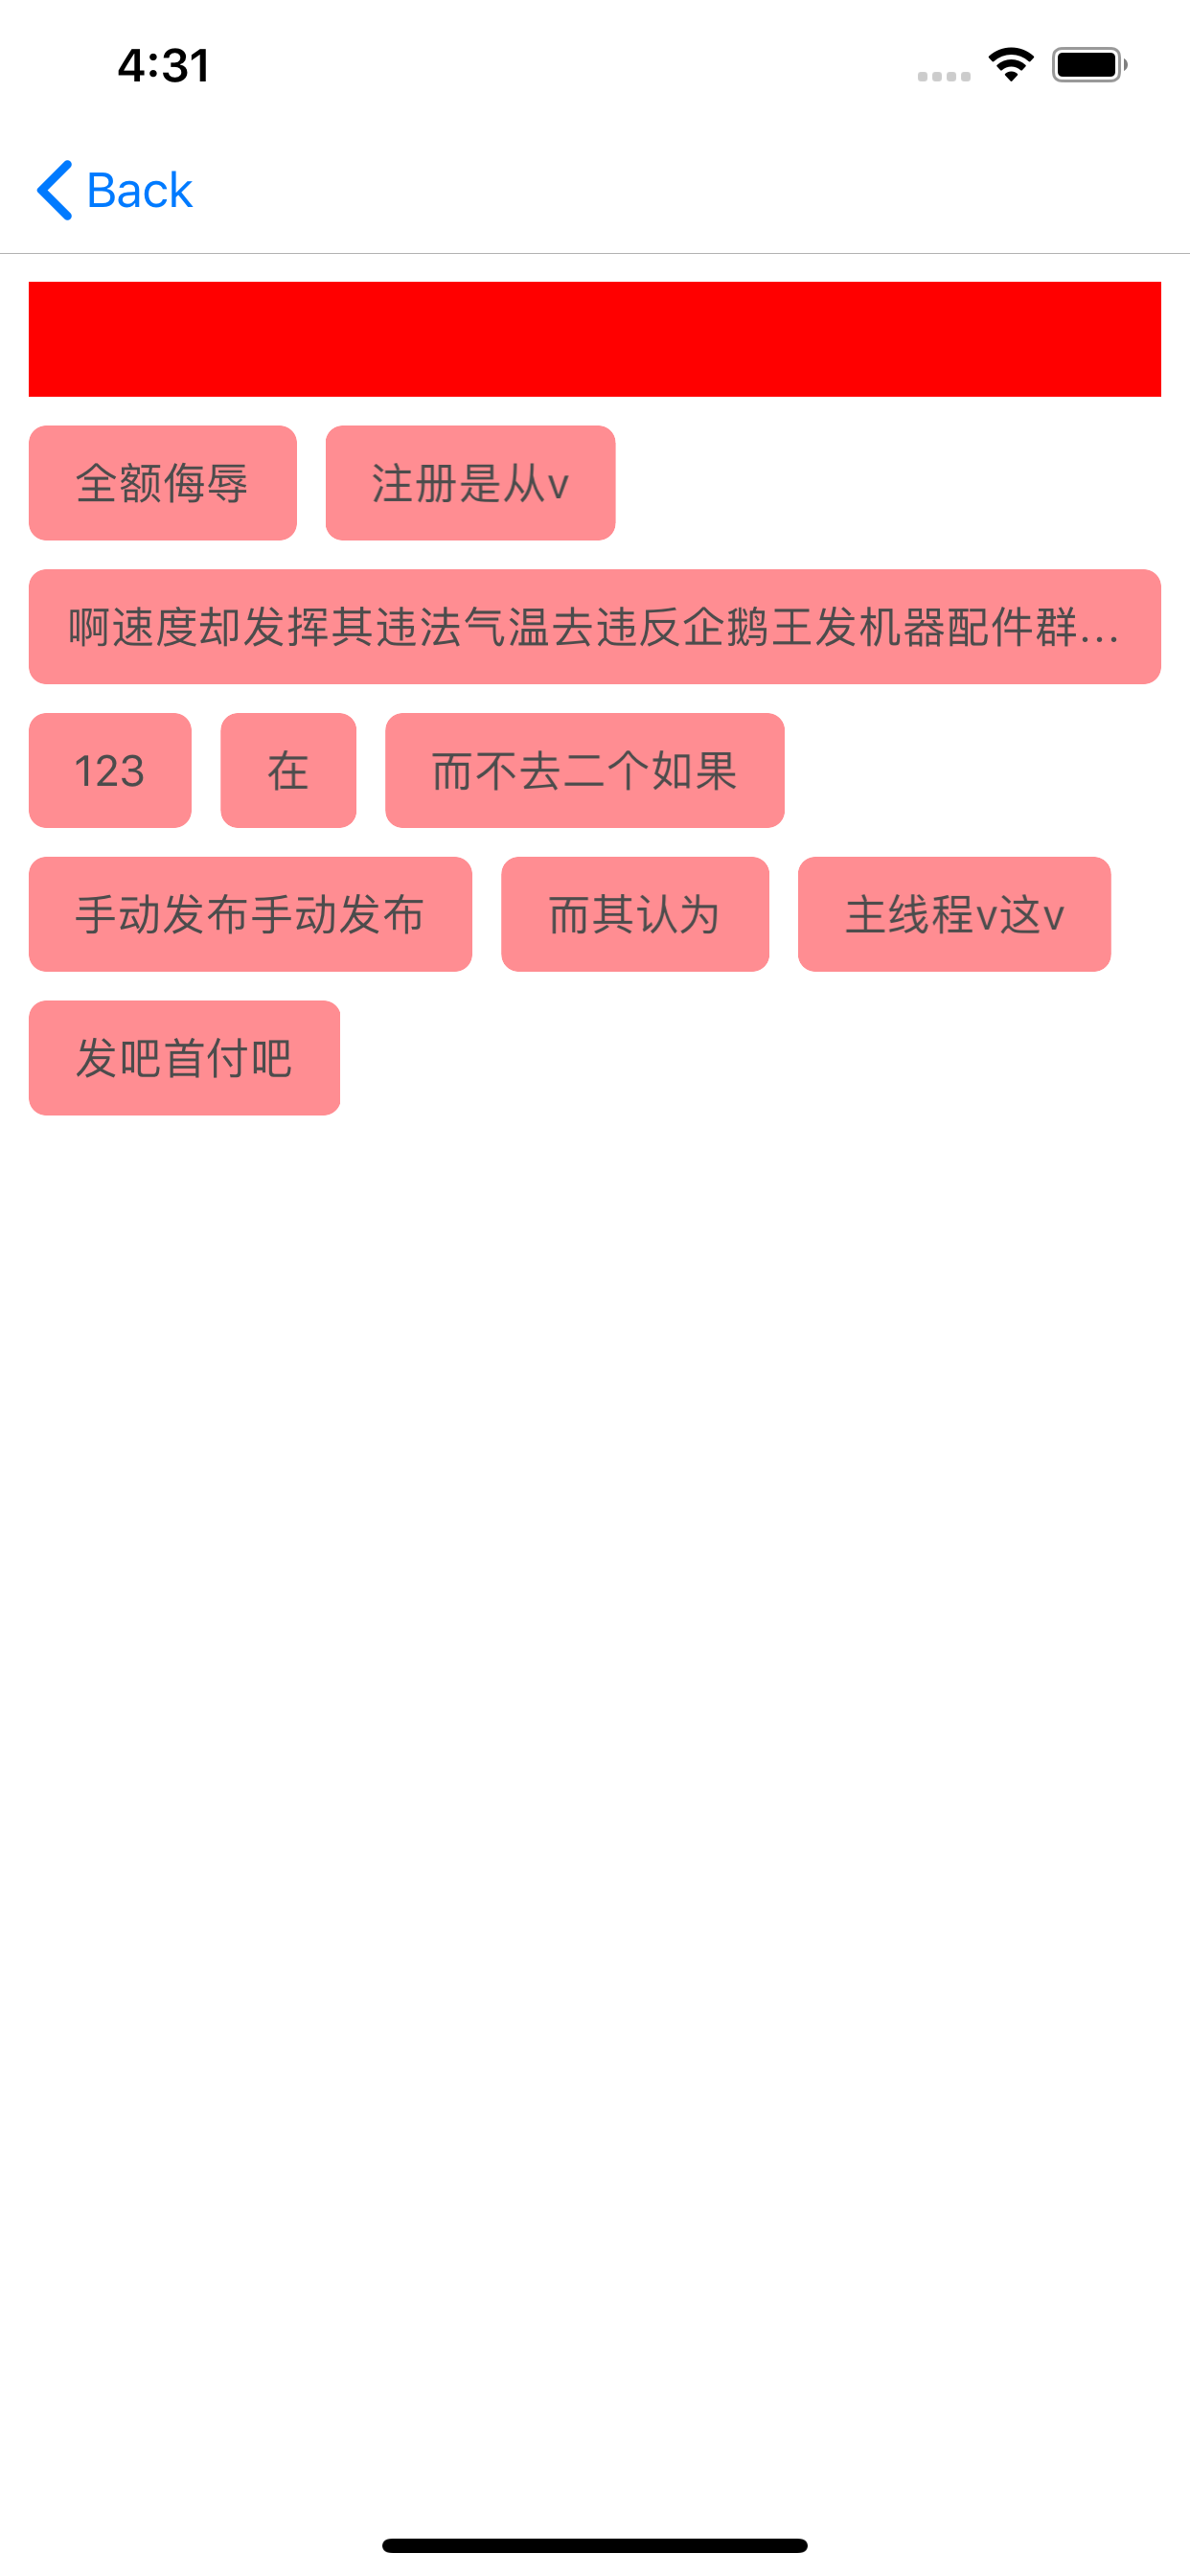 4:31
Back
全额侮辱 注册是从v
啊速度却发挥其违法气温去违反企鹅王发机器配件群…
123 在 而不去二个如果
手动发布手动发布 而其认为 主线程v这v
发吧首付吧